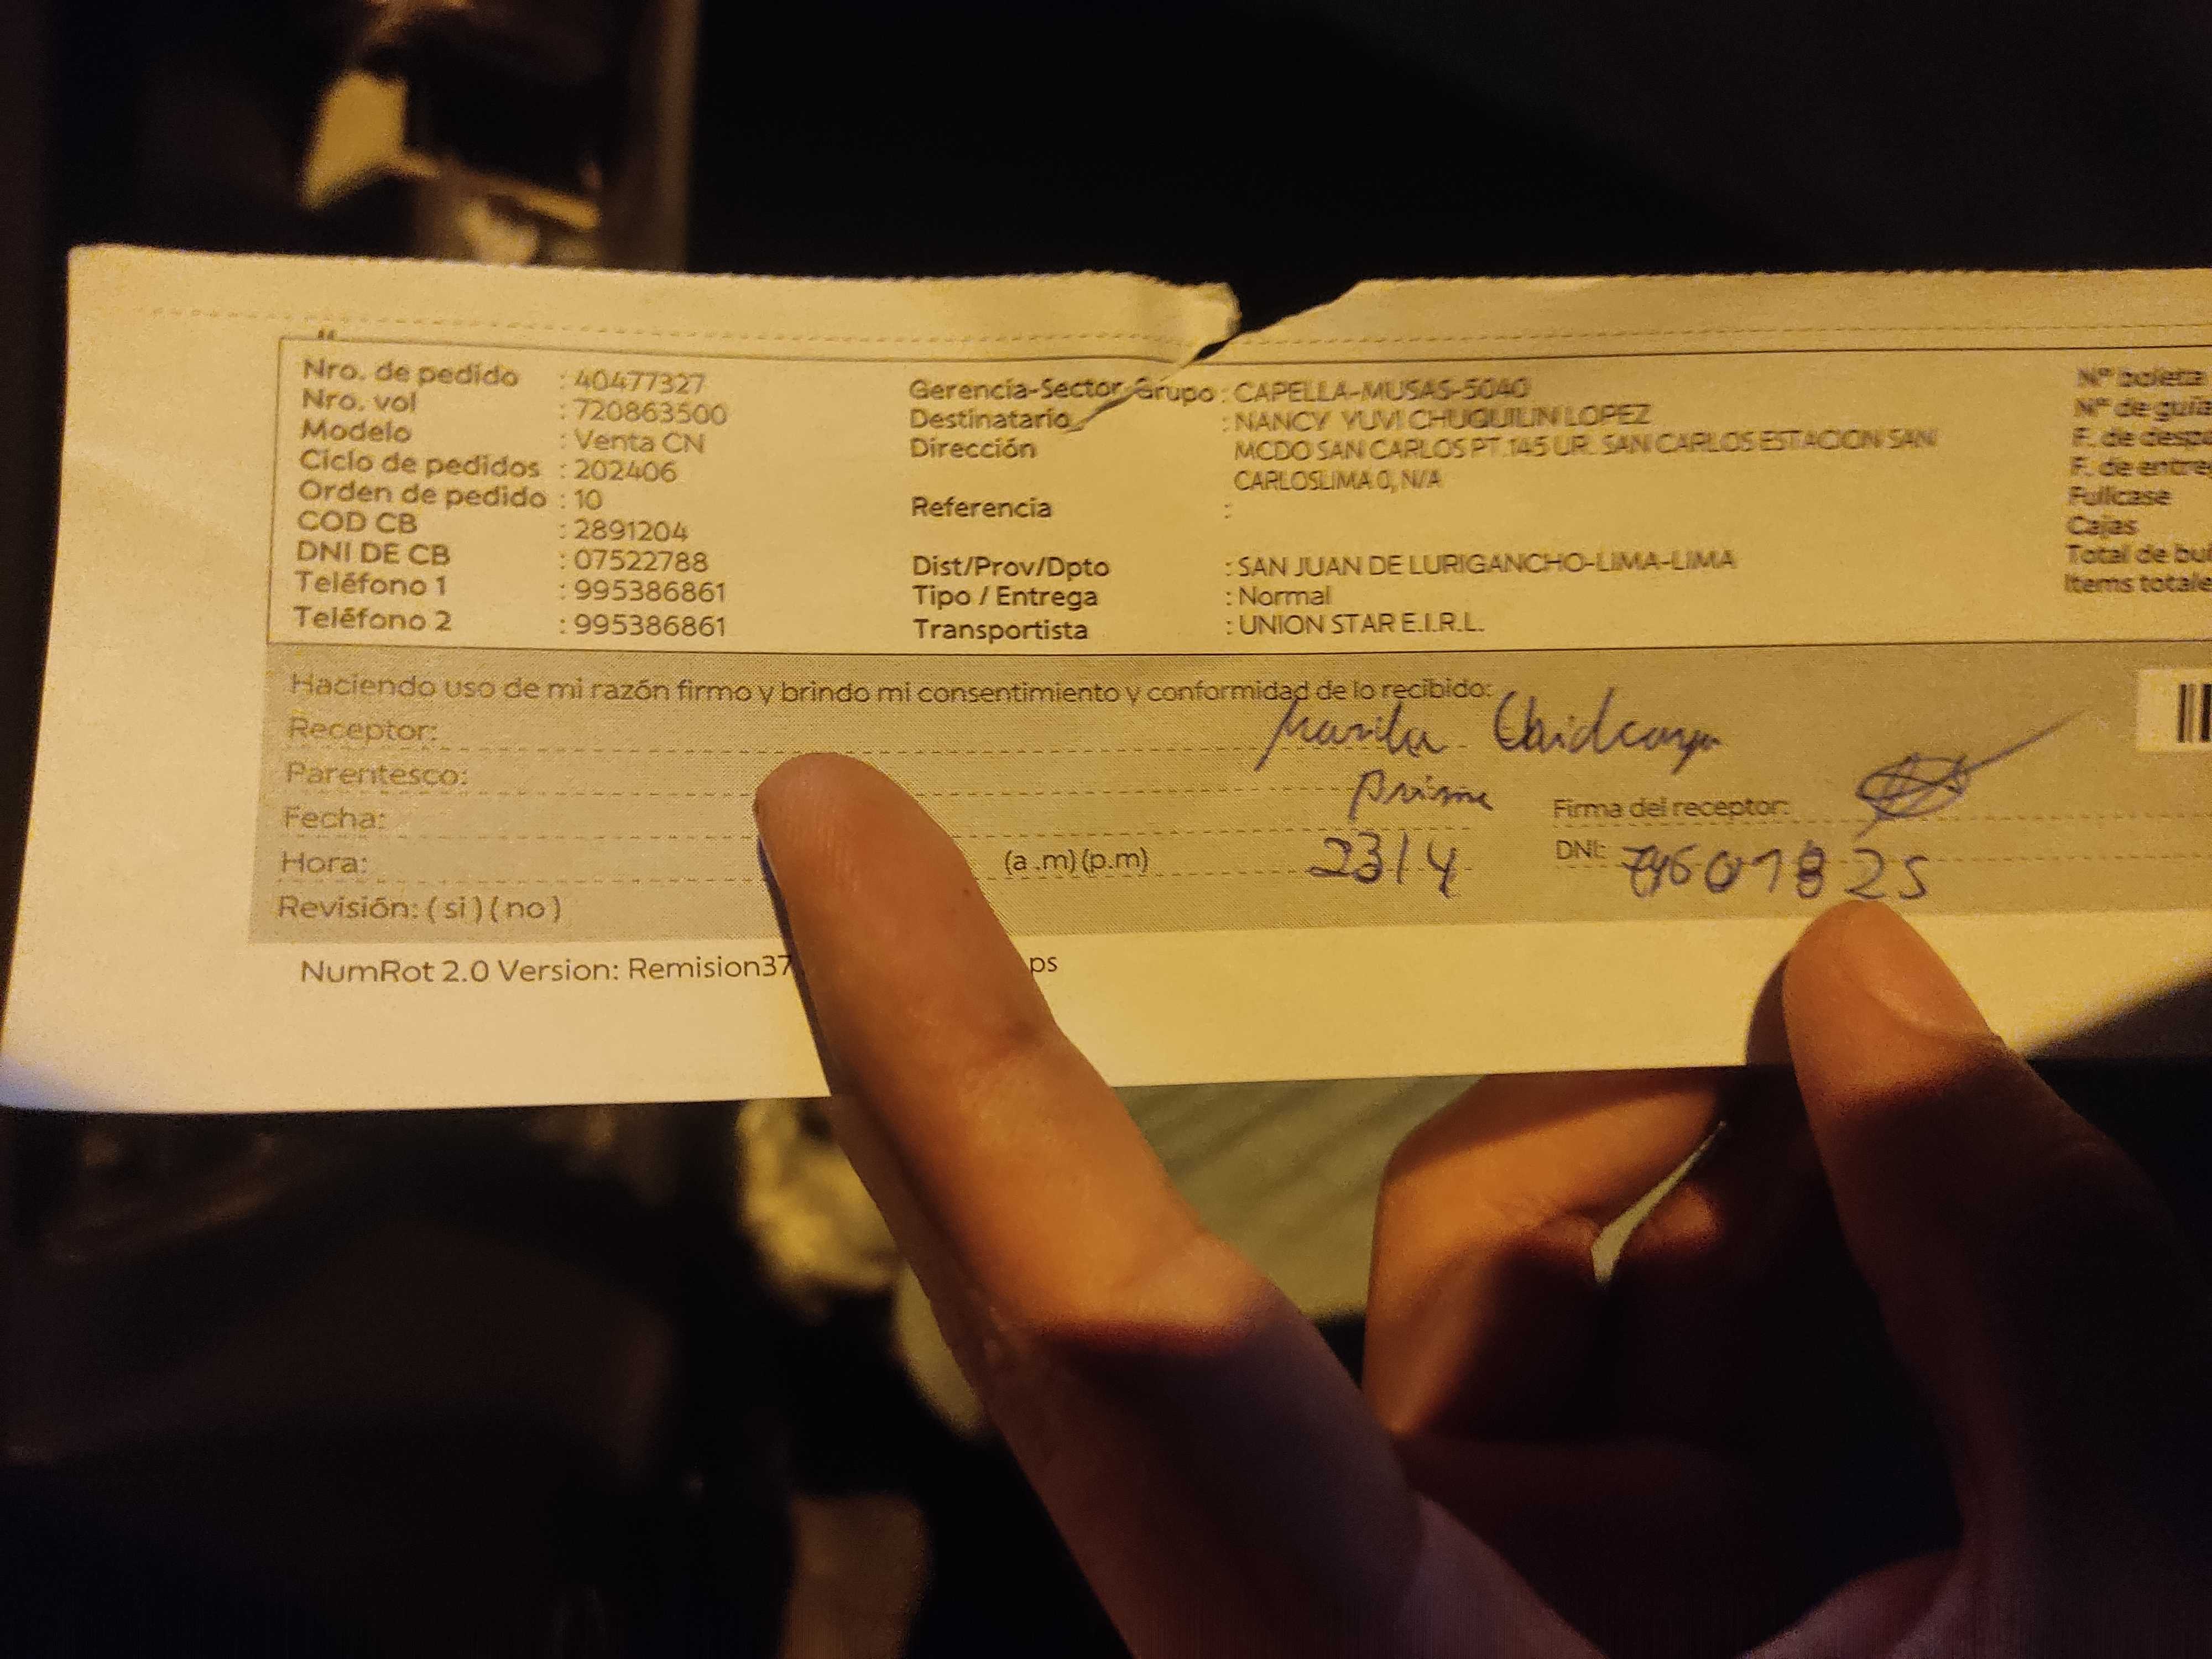 Nro. de pedido : 40477327
Nro. vol : 720863500
Modelo : Venta CN
Ciclo de pedidos : 202406
Orden de pedido : 10
COD CB : 2891204
DNI DE CB : 07522788
Teléfono 1 : 995386861
Teléfono 2 : 995386861
Gerencia-Sector Grupo : CAPELLA-MUSAS-5040
Destinatario : NANCY YUVI CHUQUILIN LOPEZ
Dirección MCDO SAN CARLOS PT.145 UR. SAN CARLOS ESTACION SAN
CARLOSLIMA 0, N/A
Referencia :
Dist/Prov/Dpto : SAN JUAN DE LURIGANCHO-LIMA-LIMA
Tipo / Entrega : Normal
Transportista : UNION STAR E.I.R.L.
N° boleta
N° de guía
F. de desp
F. de entre
Fullcase
Cajas
Total de bul
Items totale
Haciendo uso de mi razón firmo y brindo mi consentimiento y conformidad de lo recibido:
Receptor:
Parentesco:
Fecha: 23/4
Hora: (a .m) (p.m)
Revisión: ( si ) ( no )
Firma del receptor:
DNI:
NumRot 2.0 Version: Remision37 ps